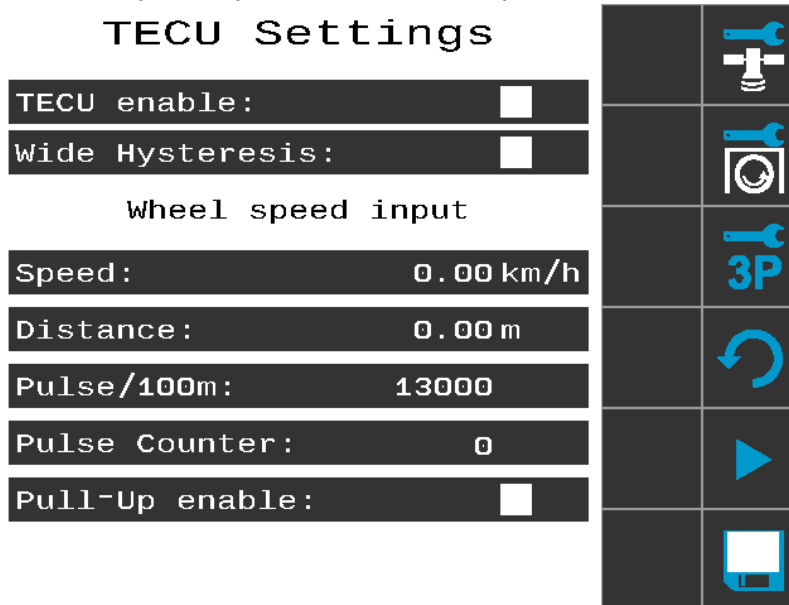 TECU Settings
TECU enable:
Wide Hysteresis:
Wheel speed input
Speed: 0.00 km/h
Distance: 0.00 m
Pulse/100m: 13000
Pulse Counter: 0
Pull-Up enable:
3P